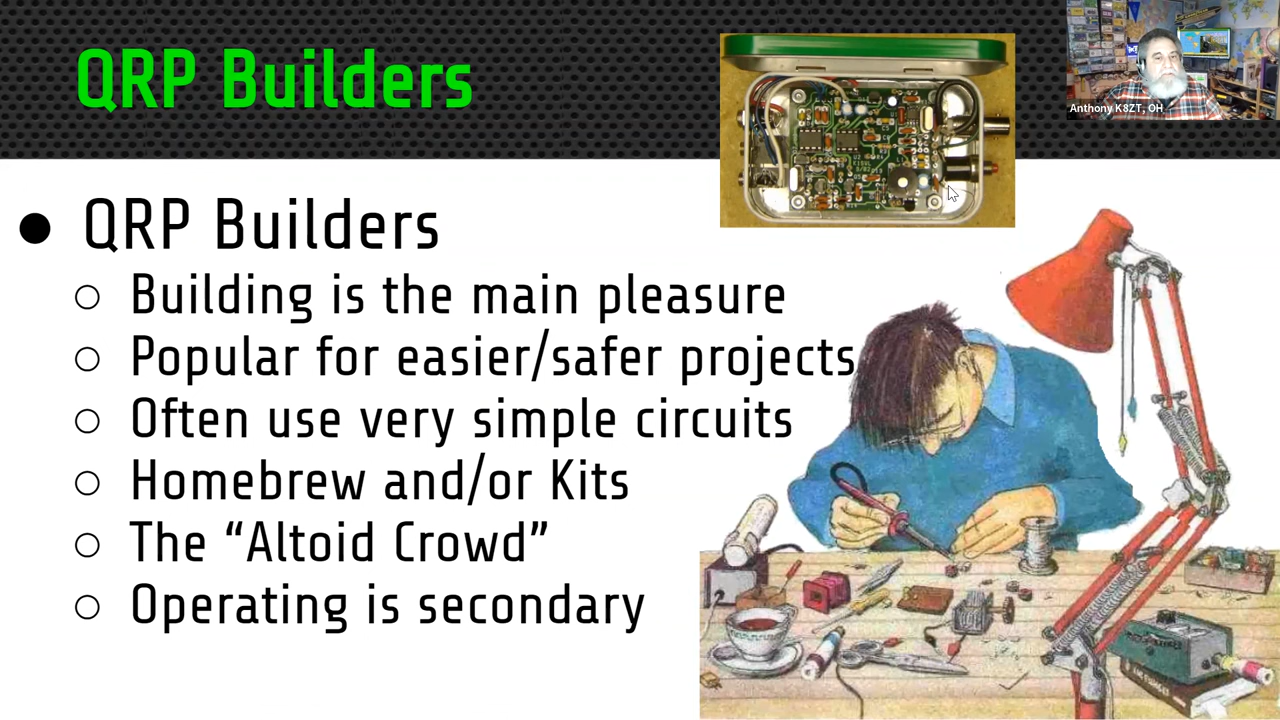 QRP Builders
Anthony K8ZT, OH
● QRP Builders
○ Building is the main pleasure
○ Popular for easier/safer projects
○ Often use very simple circuits
○ Homebrew and/or Kits
○ The “Altoid Crowd”
○ Operating is secondary